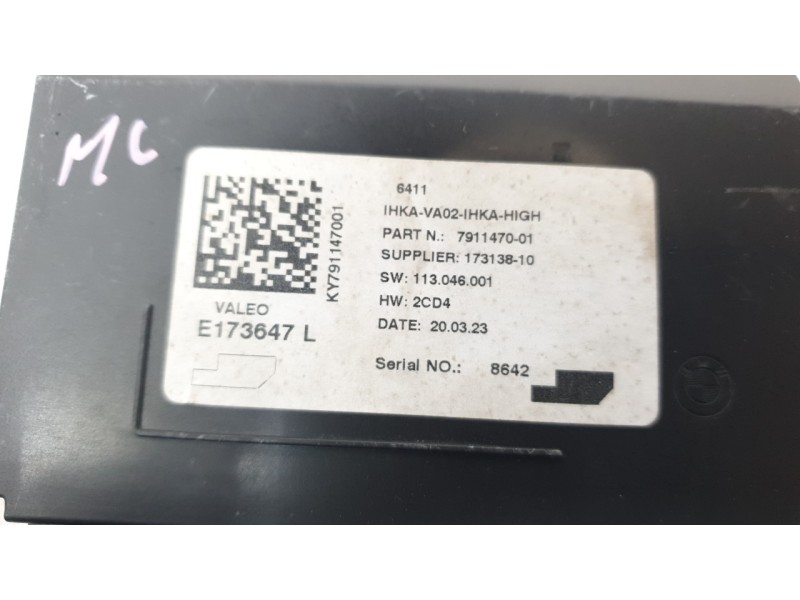 MC
6411
IHKA-VA02-IHKA-HIGH
PART N.: 7911470-01
SUPPLIER: 173138-10
SW: 113.046.001
HW: 2CD4
DATE: 20.03.23
Serial NO.: 8642
KY791147001
VALEO
E173647 L